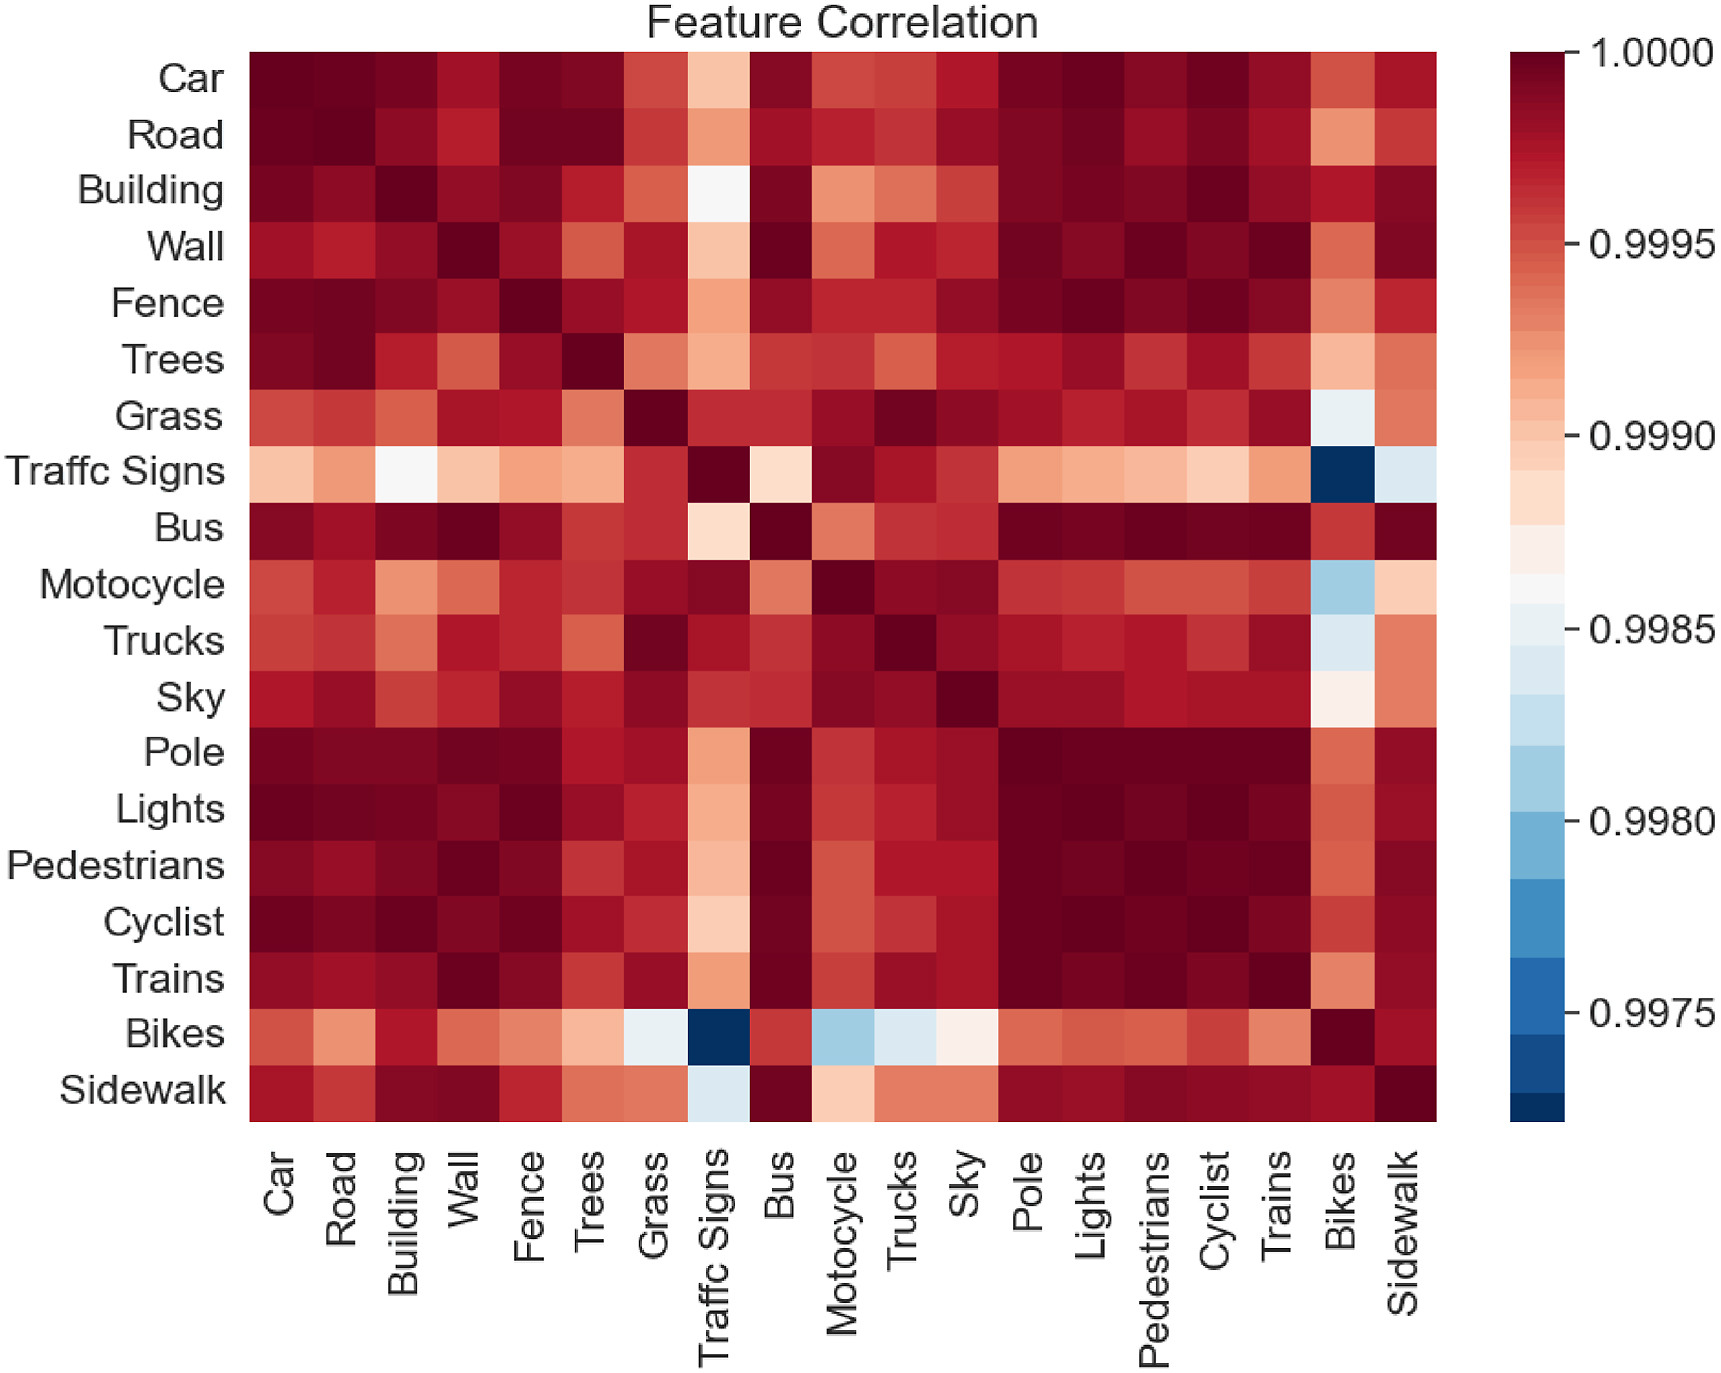 Feature Correlation
Car
Road
Building
Wall
Fence
Trees
Grass
Traffc Signs
Bus
Motocycle
Trucks
Sky
Pole
Lights
Pedestrians
Cyclist
Trains
Bikes
Sidewalk
Car
Road
Building
Wall
Fence
Trees
Grass
Traffc Signs
Bus
Motocycle
Trucks
Sky
Pole
Lights
Pedestrians
Cyclist
Trains
Bikes
Sidewalk
1.0000
0.9995
0.9990
0.9985
0.9980
0.9975